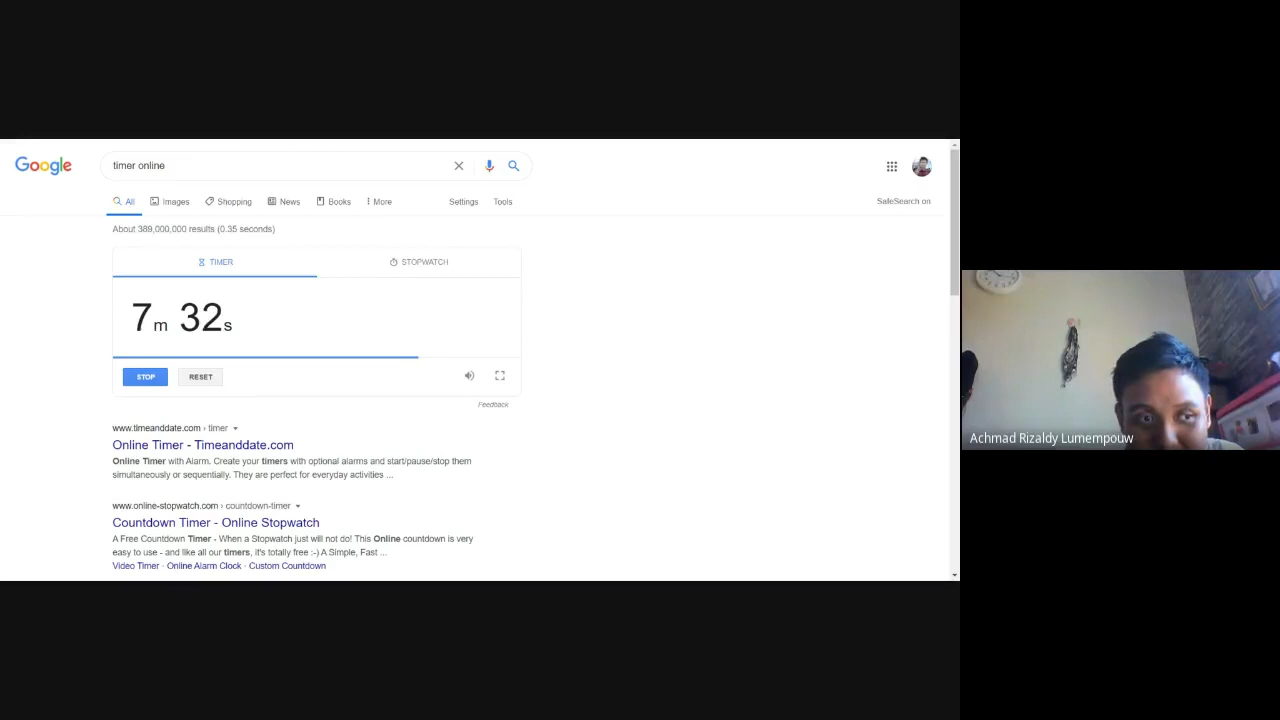 Google
timer online
All
Images
Shopping
News
Books
More
Settings
Tools
SafeSearch on
About 389,000,000 results (0.35 seconds)
TIMER
STOPWATCH
7m 32s
STOP
RESET
Feedback
www.timeanddate.com › timer
Online Timer - Timeanddate.com
Online Timer with Alarm. Create your timers with optional alarms and start/pause/stop them
simultaneously or sequentially. They are perfect for everyday activities ...
www.online-stopwatch.com › countdown-timer
Countdown Timer - Online Stopwatch
A Free Countdown Timer - When a Stopwatch just will not do! This Online countdown is very
easy to use - and like all our timers, it's totally free :-) A Simple, Fast ...
Video Timer · Online Alarm Clock · Custom Countdown
Achmad Rizaldy Lumempouw